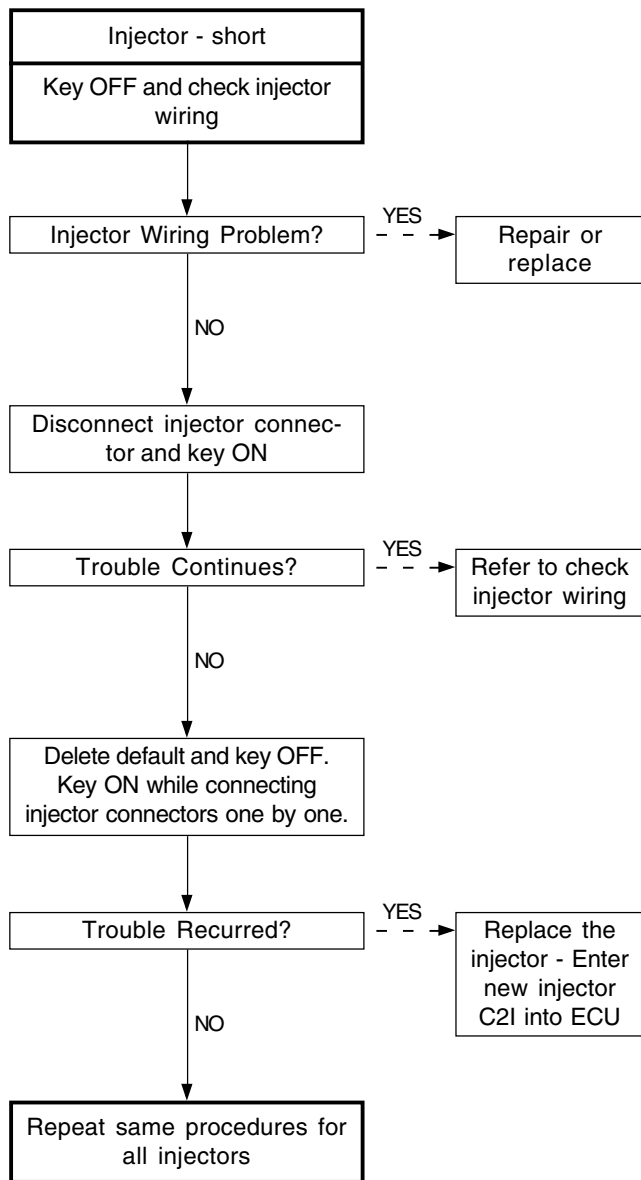 Injector - short
Key OFF and check injector
wiring
Injector Wiring Problem?
YES
Repair or
replace
NO
Disconnect injector connec-
tor and key ON
Trouble Continues?
YES
Refer to check
injector wiring
NO
Delete default and key OFF.
Key ON while connecting
injector connectors one by one.
Trouble Recurred?
YES
Replace the
injector - Enter
new injector
C2I into ECU
NO
Repeat same procedures for
all injectors